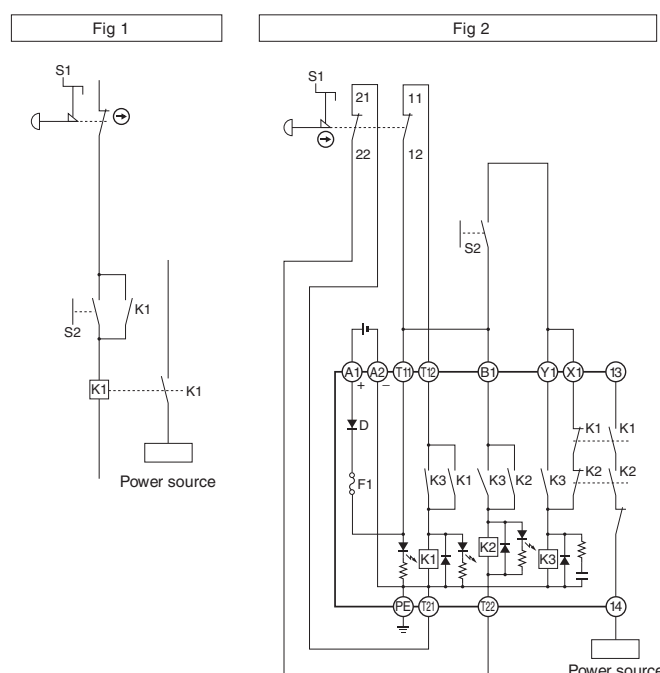 Fig 1
Fig 2
S1
S2
K1
K1
K1
Power source
S1
21
11
22
12
S2
A1
A2
T11
T12
B1
Y1
X1
13
+
−
D
F1
K1
K1
K3
K1
K3
K2
K3
K2
K2
K1
K2
K3
PE
T21
T22
14
Power source